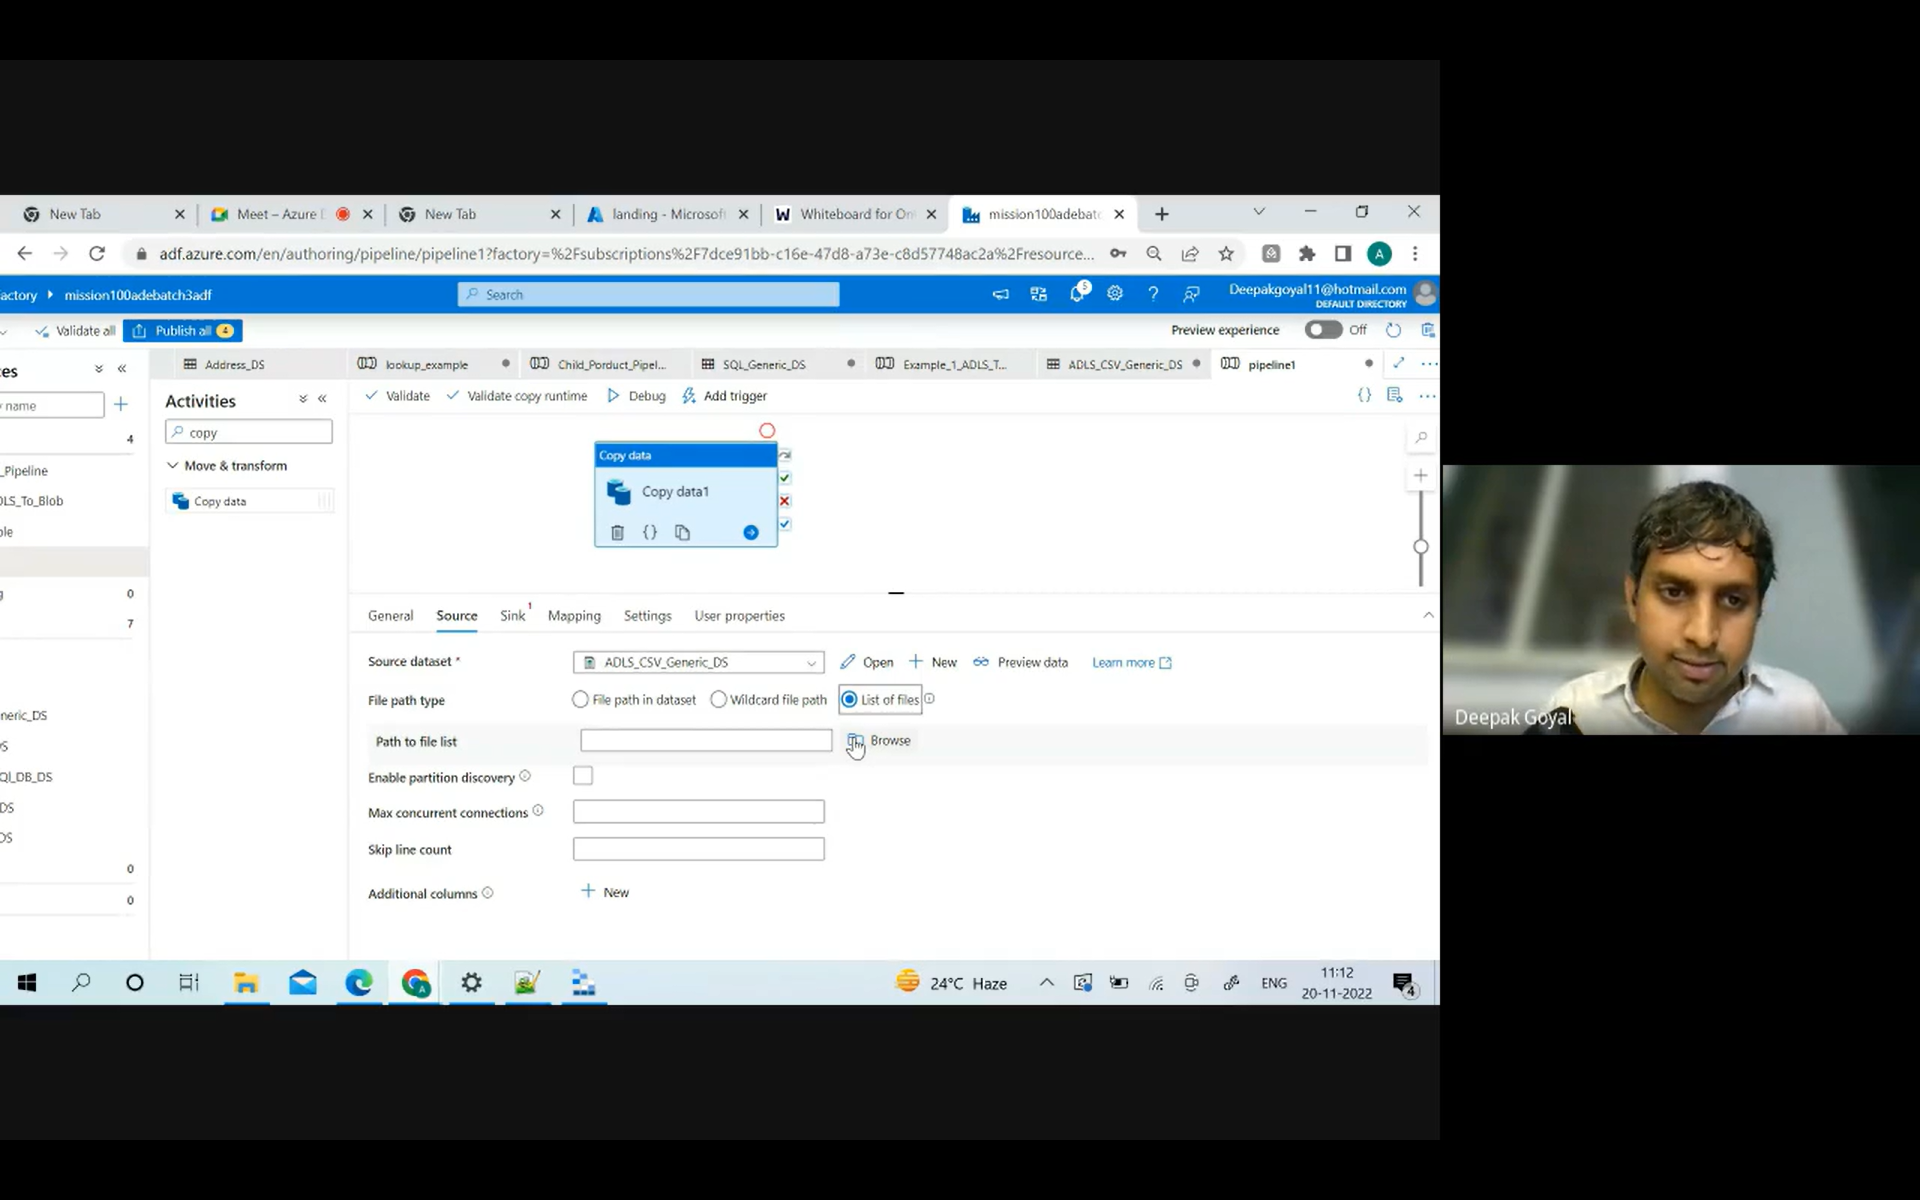 New Tab
Meet – Azure
New Tab
landing - Microsoft
Whiteboard for On
mission100adebatc
adf.azure.com/en/authoring/pipeline/pipeline1?factory=%2Fsubscriptions%2F7dce91bb-c16e-47d8-a73e-c8d57748ac2a%2Fresource...
A
actory
mission100adebatch3adf
Search
5
Deepakgoyal11@hotmail.com
DEFAULT DIRECTORY
Validate all
Publish all 4
Preview experience
Off
Address_DS
lookup_example
Child_Porduct_Pipel...
SQL_Generic_DS
Example_1_ADLS_T...
ADLS_CSV_Generic_DS
pipeline1
ces
name
4
_Pipeline
DLS_To_Blob
ple
g
0
7
neric_DS
S
Ql_DB_DS
DS
DS
0
0
Activities
copy
Move & transform
Copy data
Validate
Validate copy runtime
Debug
Add trigger
Copy data
Copy data1
General
Source
Sink 1
Mapping
Settings
User properties
Source dataset *
ADLS_CSV_Generic_DS
Open
New
Preview data
Learn more
File path type
File path in dataset
Wildcard file path
List of files
Path to file list
Browse
Enable partition discovery
Max concurrent connections
Skip line count
Additional columns
New
24°C Haze
ENG
11:12
20-11-2022
4
Deepak Goyal